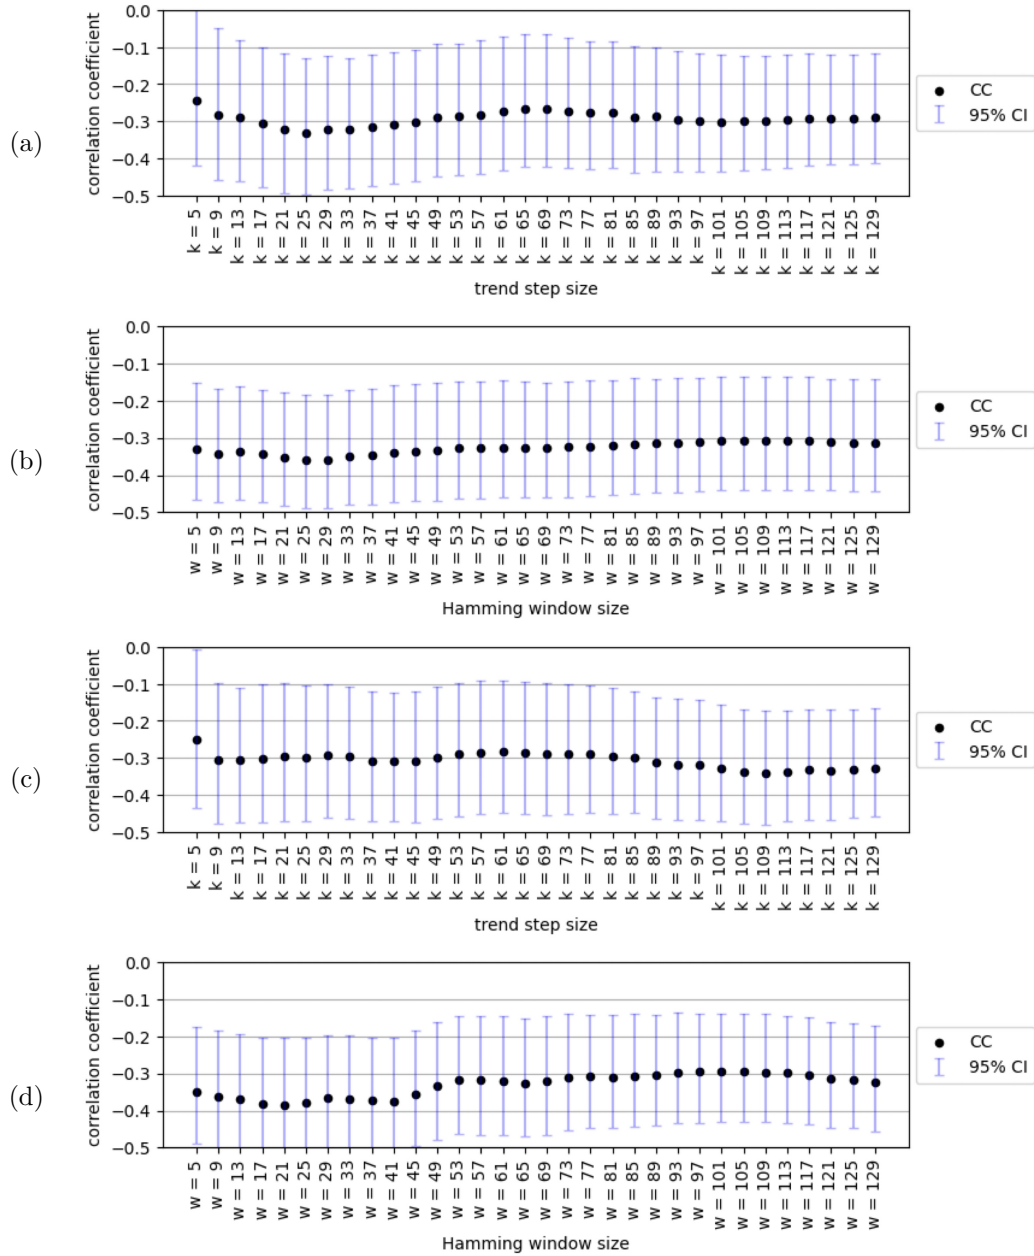 (a)
correlation coefficient
0.0
−0.1
−0.2
−0.3
−0.4
−0.5
k = 5
k = 9
k = 13
k = 17
k = 21
k = 25
k = 29
k = 33
k = 37
k = 41
k = 45
k = 49
k = 53
k = 57
k = 61
k = 65
k = 69
k = 73
k = 77
k = 81
k = 85
k = 89
k = 93
k = 97
k = 101
k = 105
k = 109
k = 113
k = 117
k = 121
k = 125
k = 129
trend step size
CC
95% CI
(b)
correlation coefficient
0.0
−0.1
−0.2
−0.3
−0.4
−0.5
w = 5
w = 9
w = 13
w = 17
w = 21
w = 25
w = 29
w = 33
w = 37
w = 41
w = 45
w = 49
w = 53
w = 57
w = 61
w = 65
w = 69
w = 73
w = 77
w = 81
w = 85
w = 89
w = 93
w = 97
w = 101
w = 105
w = 109
w = 113
w = 117
w = 121
w = 125
w = 129
Hamming window size
CC
95% CI
(c)
correlation coefficient
0.0
−0.1
−0.2
−0.3
−0.4
−0.5
k = 5
k = 9
k = 13
k = 17
k = 21
k = 25
k = 29
k = 33
k = 37
k = 41
k = 45
k = 49
k = 53
k = 57
k = 61
k = 65
k = 69
k = 73
k = 77
k = 81
k = 85
k = 89
k = 93
k = 97
k = 101
k = 105
k = 109
k = 113
k = 117
k = 121
k = 125
k = 129
trend step size
CC
95% CI
(d)
correlation coefficient
0.0
−0.1
−0.2
−0.3
−0.4
−0.5
w = 5
w = 9
w = 13
w = 17
w = 21
w = 25
w = 29
w = 33
w = 37
w = 41
w = 45
w = 49
w = 53
w = 57
w = 61
w = 65
w = 69
w = 73
w = 77
w = 81
w = 85
w = 89
w = 93
w = 97
w = 101
w = 105
w = 109
w = 113
w = 117
w = 121
w = 125
w = 129
Hamming window size
CC
95% CI